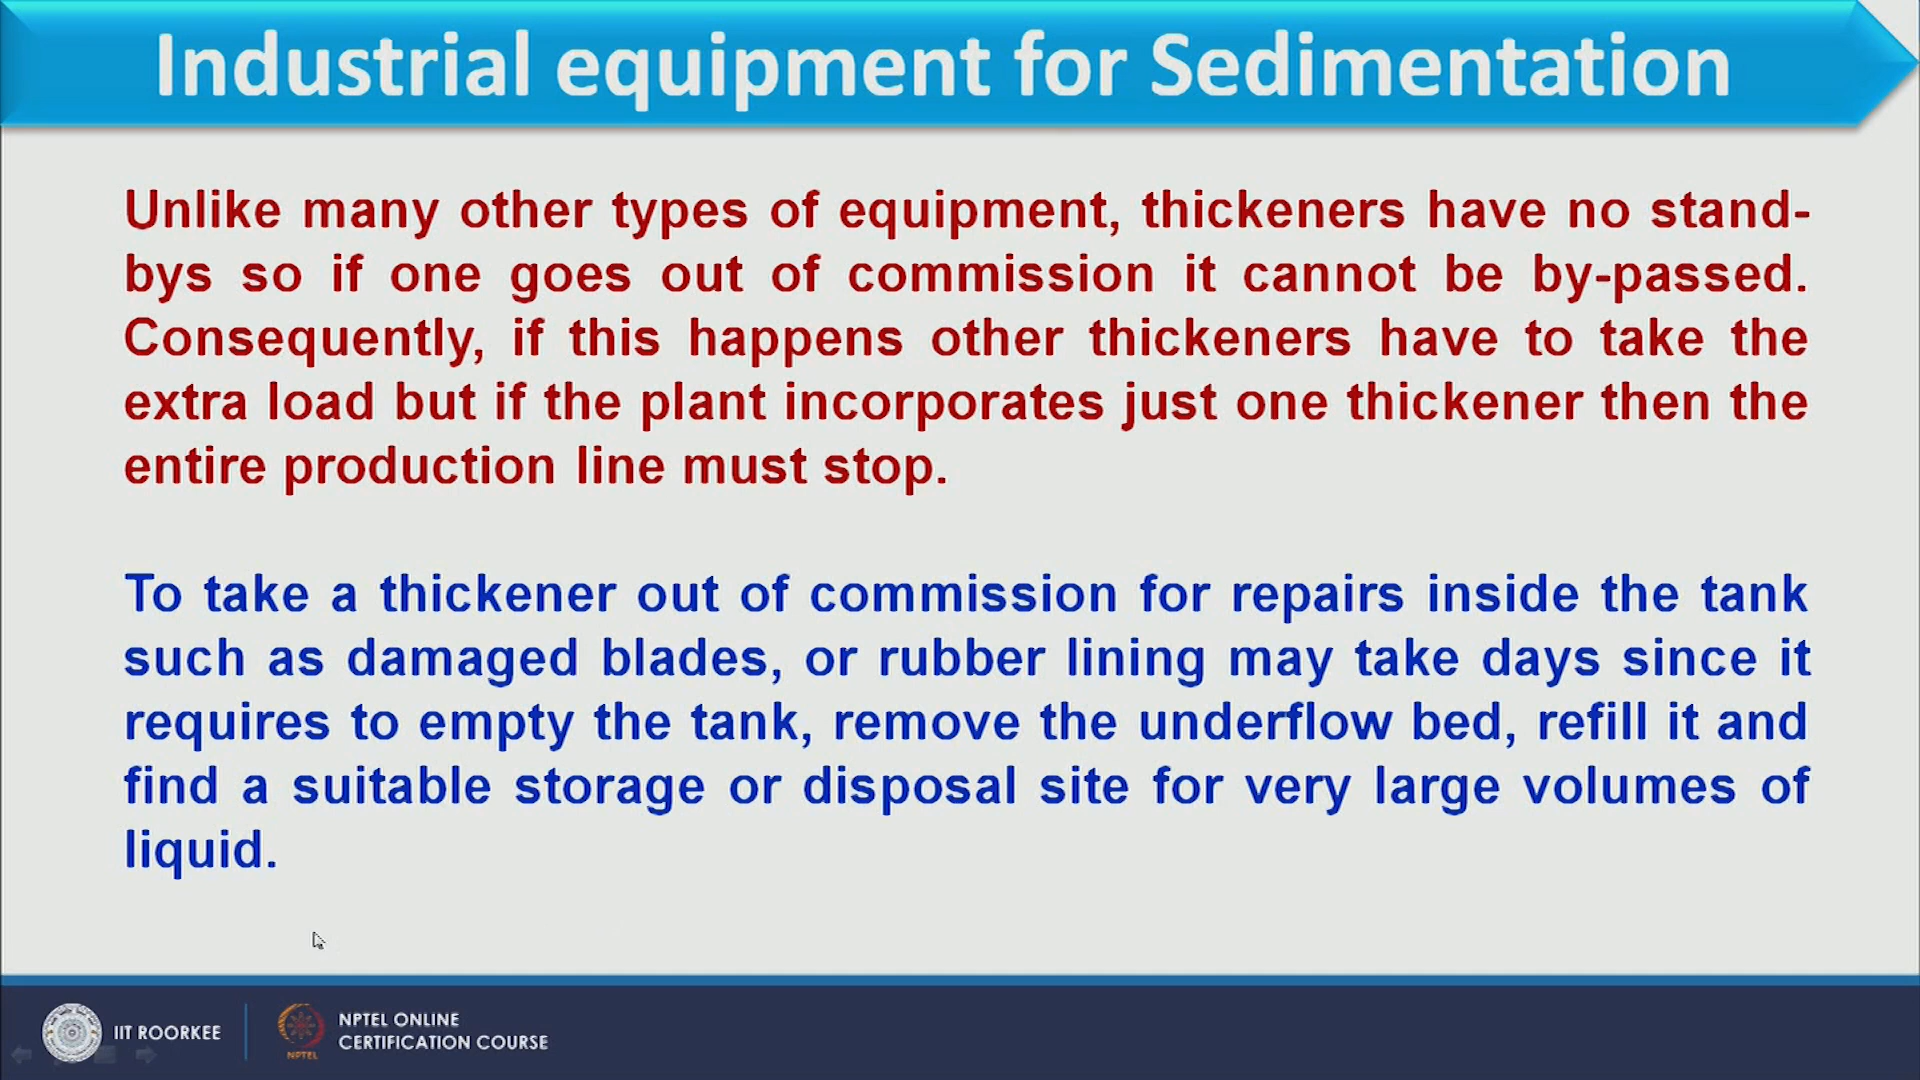 Industrial equipment for Sedimentation
Unlike many other types of equipment, thickeners have no stand-
bys so if one goes out of commission it cannot be by-passed.
Consequently, if this happens other thickeners have to take the
extra load but if the plant incorporates just one thickener then the
entire production line must stop.
To take a thickener out of commission for repairs inside the tank
such as damaged blades, or rubber lining may take days since it
requires to empty the tank, remove the underflow bed, refill it and
find a suitable storage or disposal site for very large volumes of
liquid.
IIT ROORKEE
NPTEL
NPTEL ONLINE
CERTIFICATION COURSE